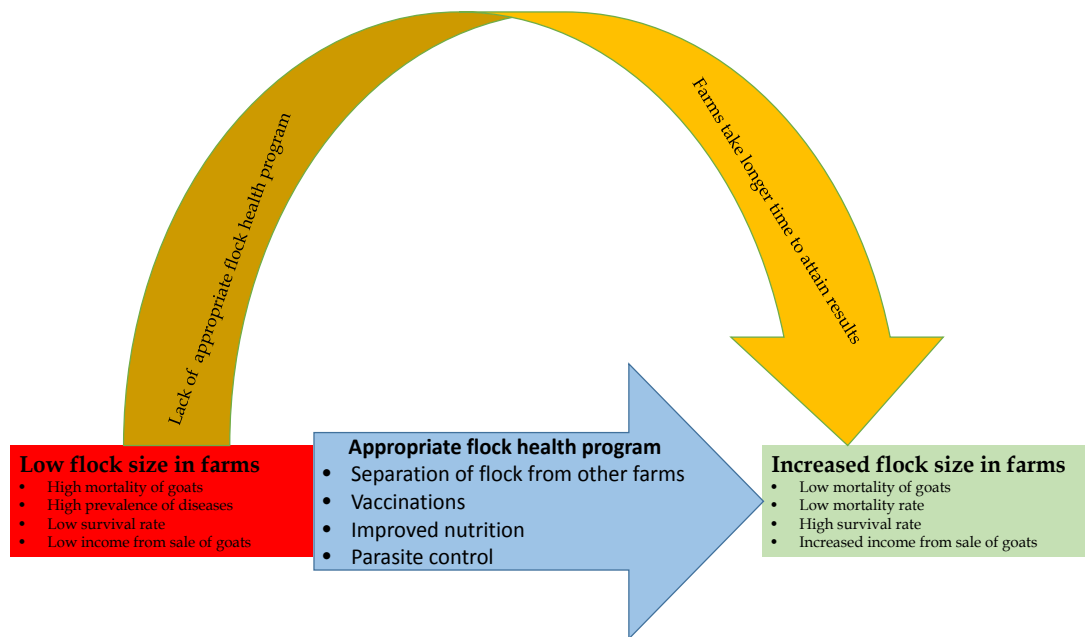 Lack of appropriate flock health program
Farms take longer time to attain results
Low flock size in farms
• High mortality of goats
• High prevalence of diseases
• Low survival rate
• Low income from sale of goats
Appropriate flock health program
• Separation of flock from other farms
• Vaccinations
• Improved nutrition
• Parasite control
Increased flock size in farms
• Low mortality of goats
• Low mortality rate
• High survival rate
• Increased income from sale of goats